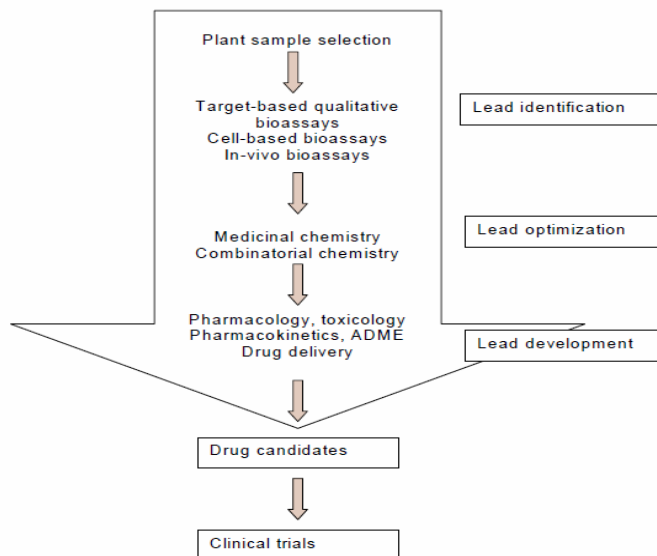 Plant sample selection
Target-based qualitative
bioassays
Cell-based bioassays
In-vivo bioassays
Lead identification
Medicinal chemistry
Combinatorial chemistry
Lead optimization
Pharmacology, toxicology
Pharmacokinetics, ADME
Drug delivery
Lead development
Drug candidates
Clinical trials